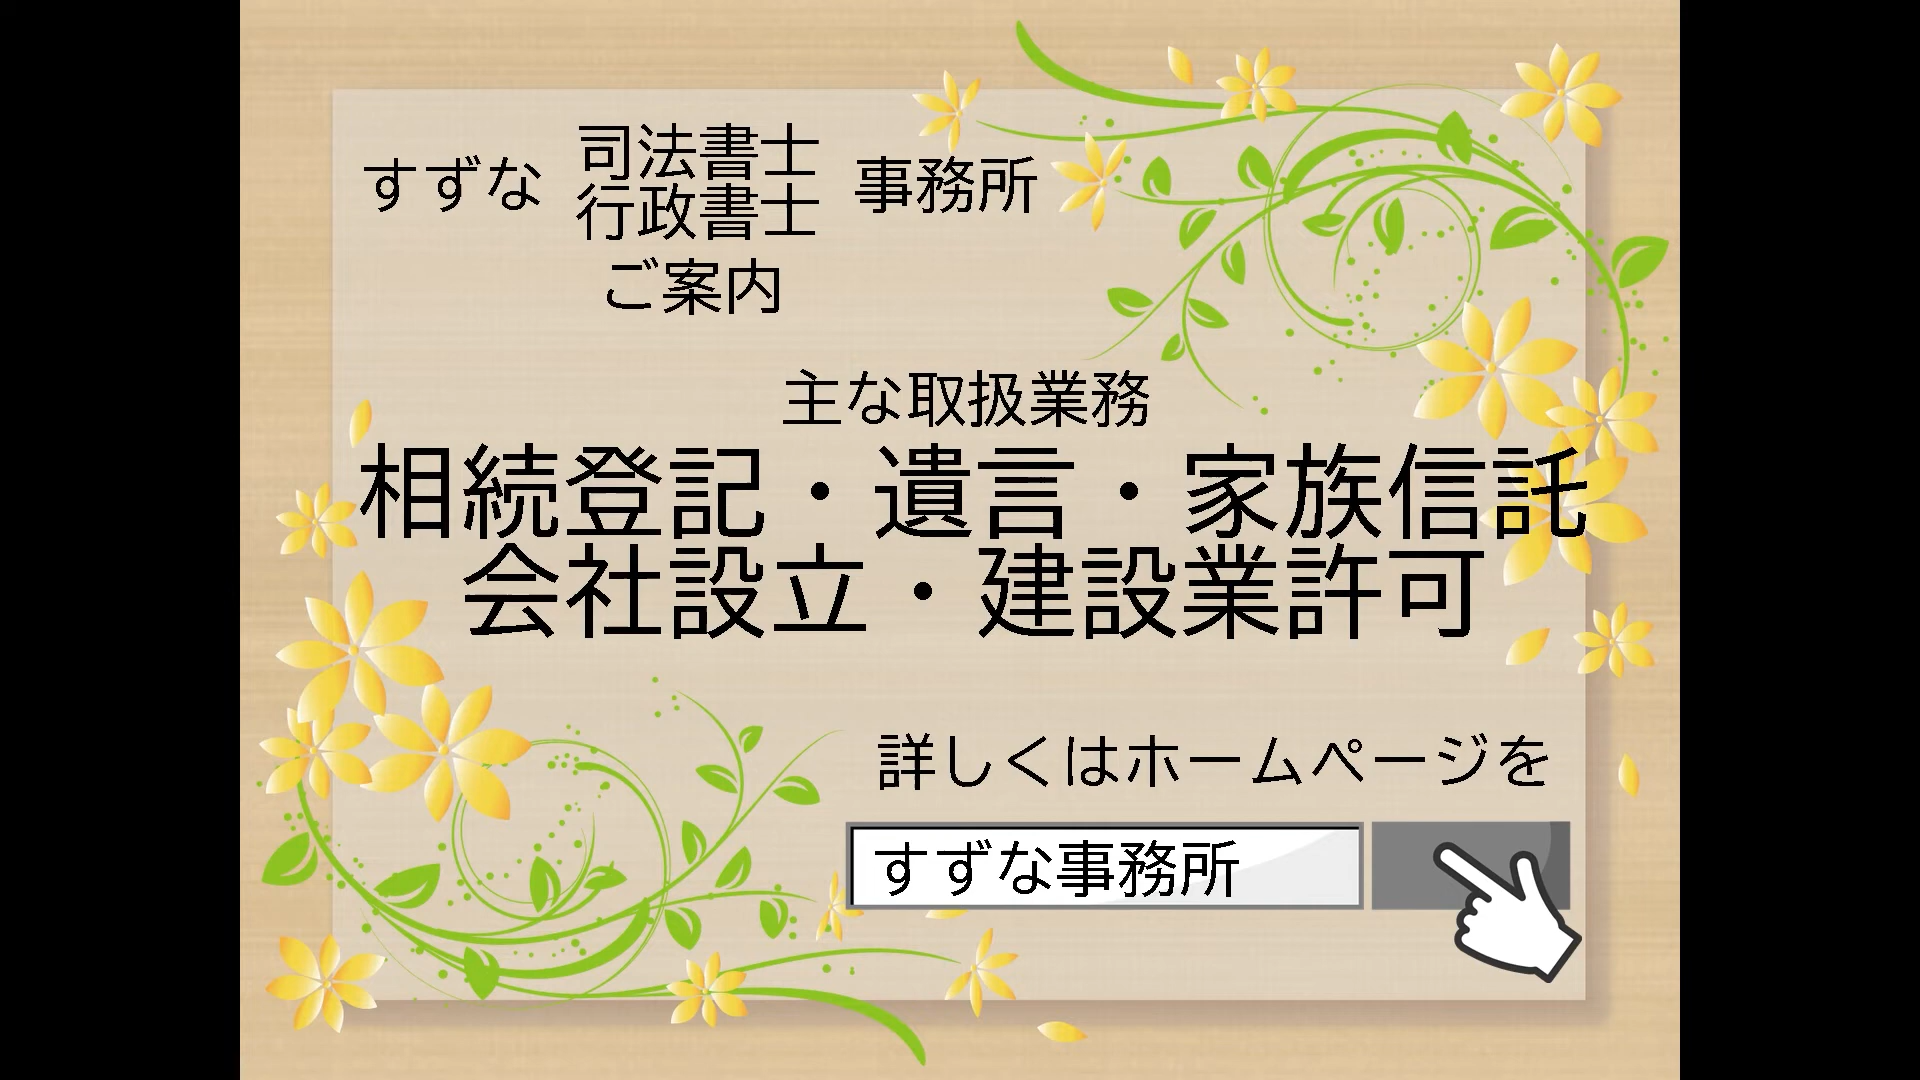 すずな 司法書士 行政書士 事務所
ご案内
主な取扱業務
相続登記・遺言・家族信託
会社設立・建設業許可
詳しくはホームページを
すずな事務所